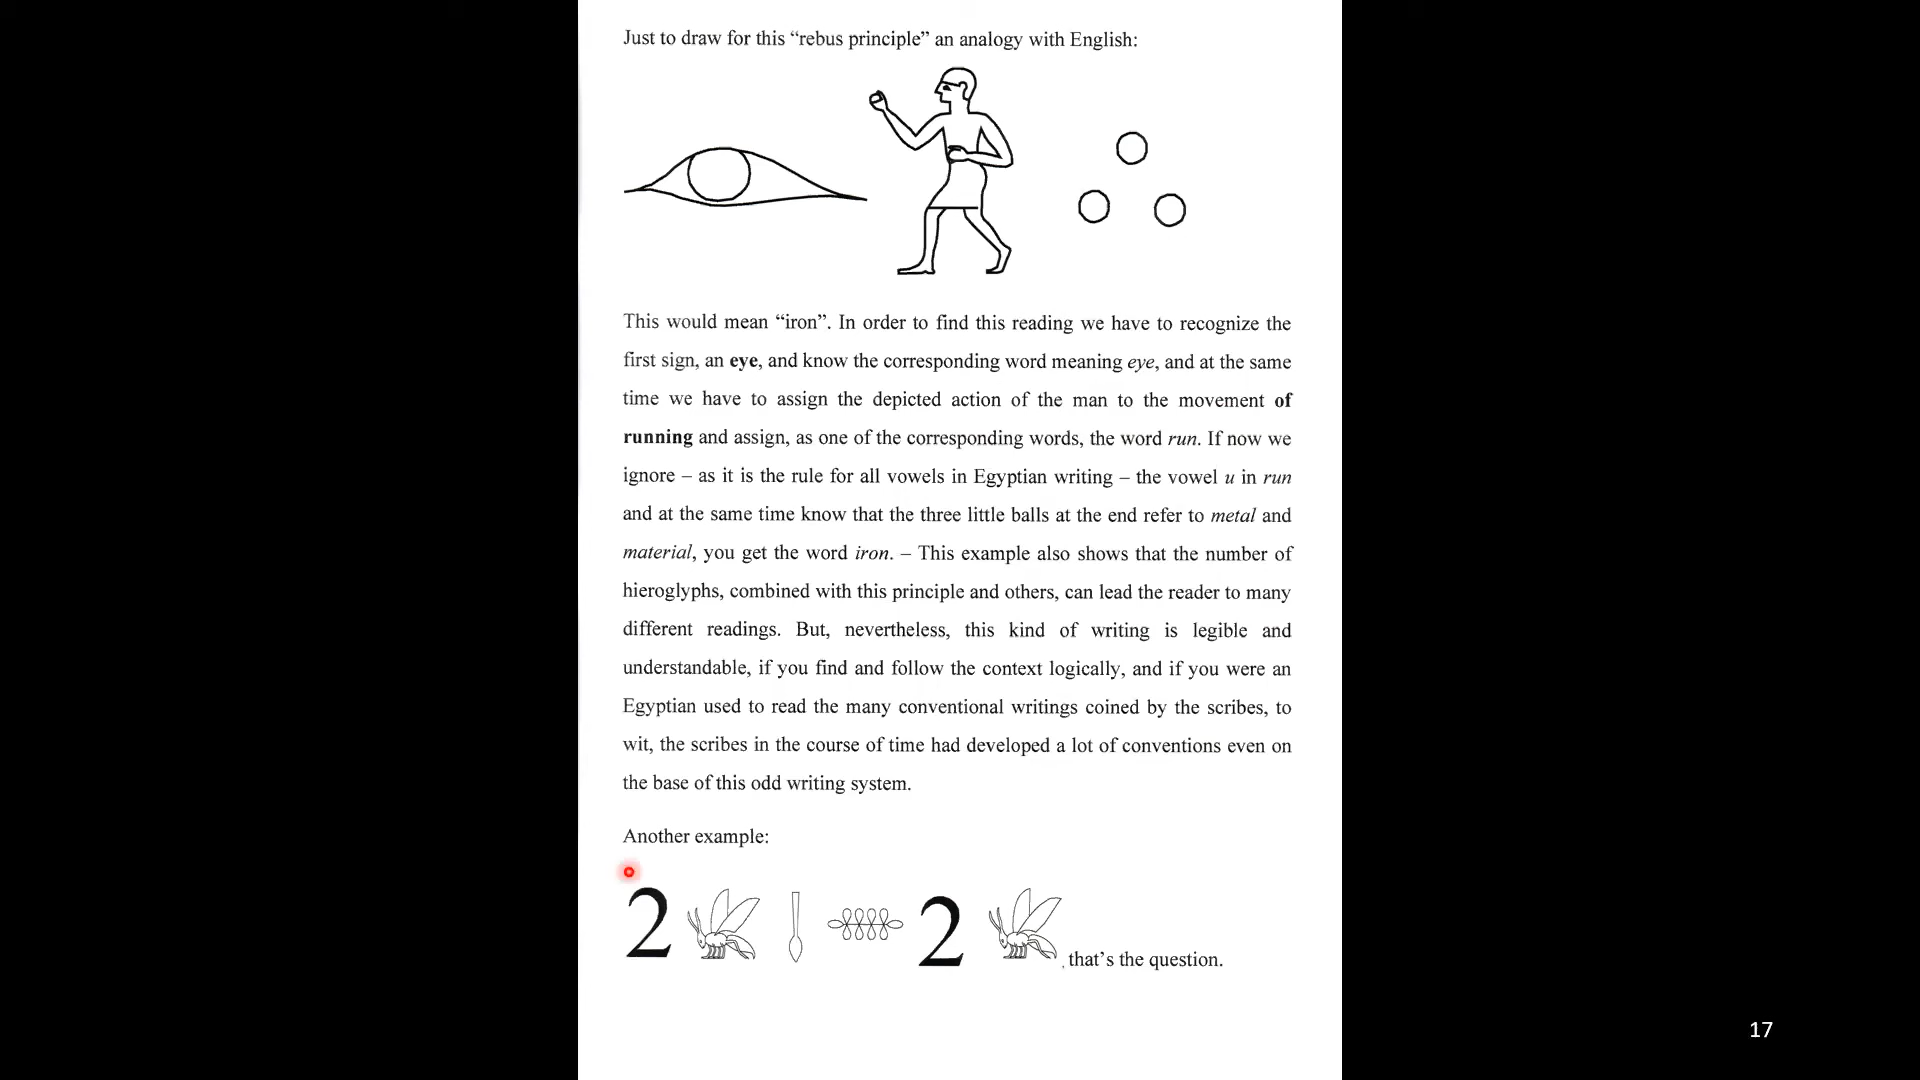 Just to draw for this “rebus principle” an analogy with English:
This would mean “iron”. In order to find this reading we have to recognize the
first sign, an eye, and know the corresponding word meaning eye, and at the same
time we have to assign the depicted action of the man to the movement of
running and assign, as one of the corresponding words, the word run. If now we
ignore – as it is the rule for all vowels in Egyptian writing – the vowel u in run
and at the same time know that the three little balls at the end refer to metal and
material, you get the word iron. – This example also shows that the number of
hieroglyphs, combined with this principle and others, can lead the reader to many
different readings. But, nevertheless, this kind of writing is legible and
understandable, if you find and follow the context logically, and if you were an
Egyptian used to read the many conventional writings coined by the scribes, to
wit, the scribes in the course of time had developed a lot of conventions even on
the base of this odd writing system.
Another example:
2 2 , that’s the question.
17